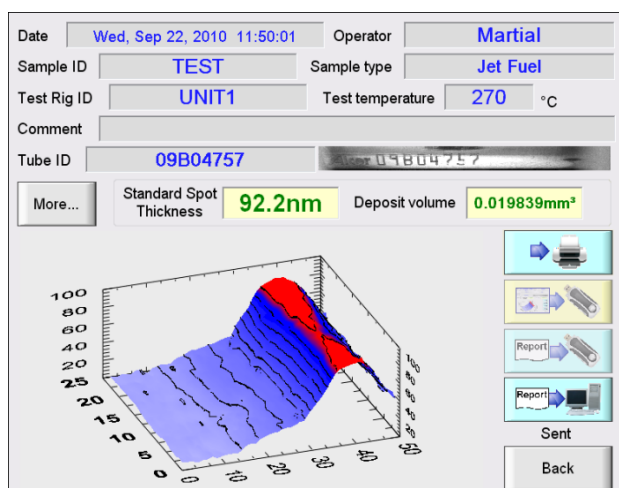 Date Wed, Sep 22, 2010 11:50:01 Operator Martial
Sample ID TEST Sample type Jet Fuel
Test Rig ID UNIT1 Test temperature 270 °C
Comment
Tube ID 09B04757 Alcor 09B04757
More... Standard Spot Thickness 92.2nm Deposit volume 0.019839mm³
100
80
60
40
20
25
20
15
10
5
0
0 10 20 30 40 50
100
80
60
40
20
Report
Report
Sent
Back